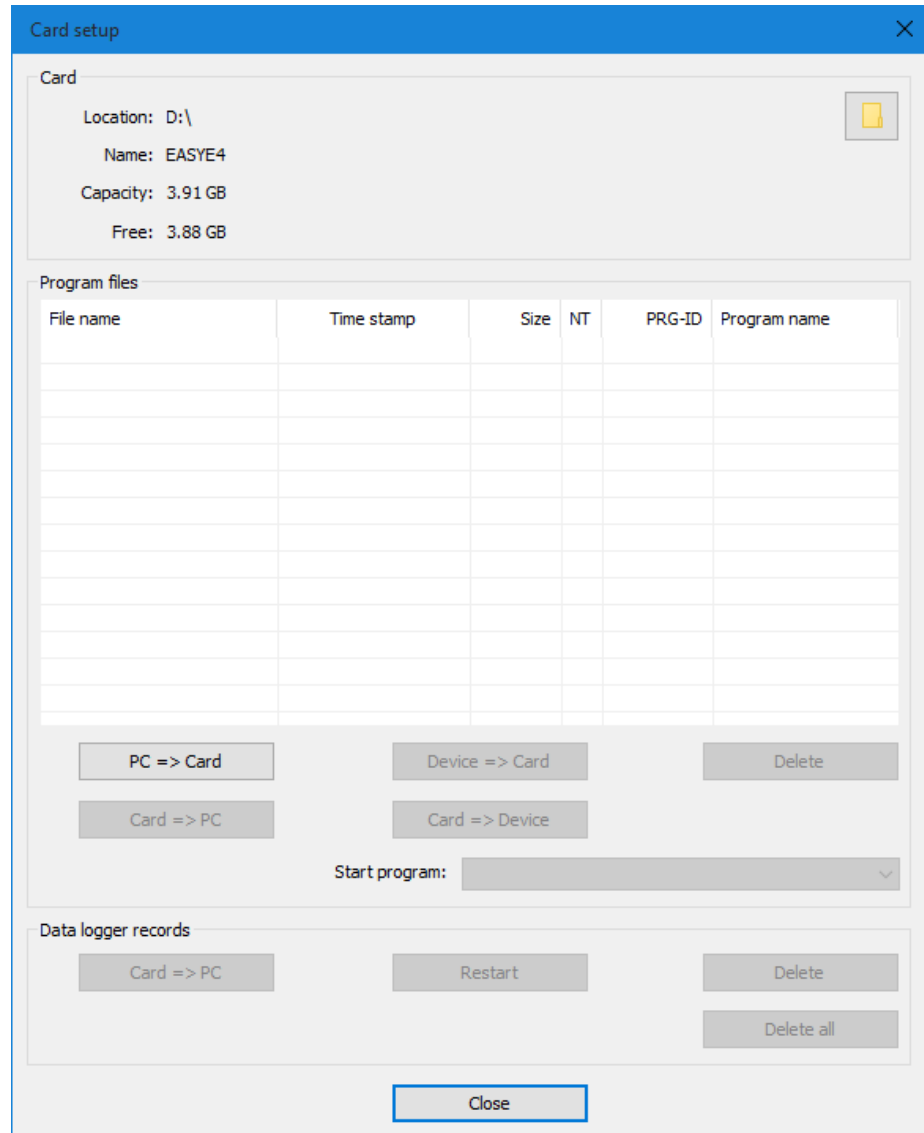 Card setup
Card
Location: D:\
Name: EASYE4
Capacity: 3.91 GB
Free: 3.88 GB
Program files
File name Time stamp Size NT PRG-ID Program name
PC => Card Device => Card Delete
Card => PC Card => Device
Start program:
Data logger records
Card => PC Restart Delete
Delete all
Close